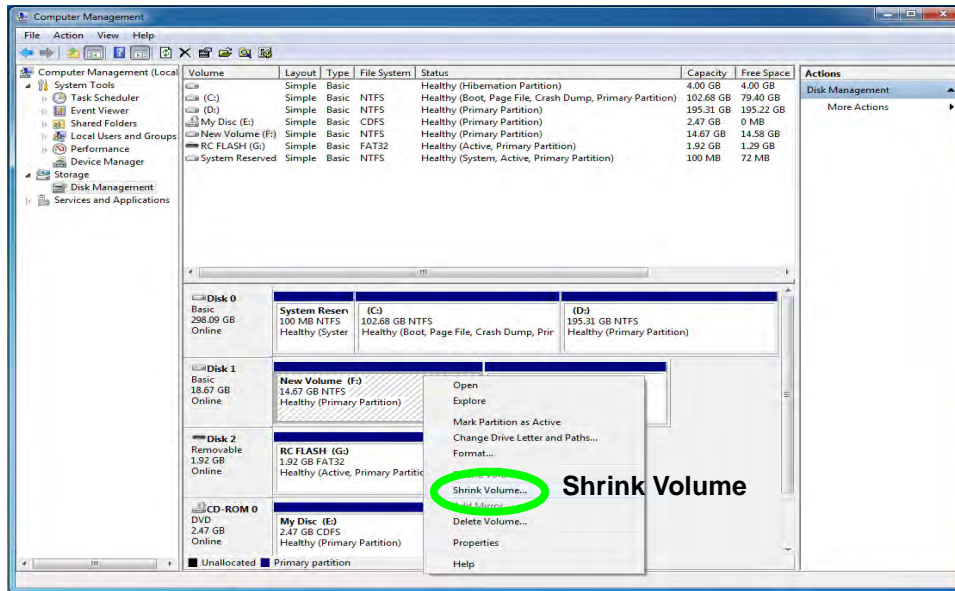 Computer Management
File Action View Help
Computer Management (Local
System Tools
Task Scheduler
Event Viewer
Shared Folders
Local Users and Groups
Performance
Device Manager
Storage
Disk Management
Services and Applications
Volume Layout Type File System Status Capacity Free Space
Simple Basic Healthy (Hibernation Partition) 4.00 GB 4.00 GB
(C:) Simple Basic NTFS Healthy (Boot, Page File, Crash Dump, Primary Partition) 102.68 GB 79.40 GB
(D:) Simple Basic NTFS Healthy (Primary Partition) 195.31 GB 195.22 GB
My Disc (E:) Simple Basic CDFS Healthy (Primary Partition) 2.47 GB 0 MB
New Volume (F:) Simple Basic NTFS Healthy (Primary Partition) 14.67 GB 14.58 GB
RC FLASH (G:) Simple Basic FAT32 Healthy (Active, Primary Partition) 1.92 GB 1.29 GB
System Reserved Simple Basic NTFS Healthy (System, Active, Primary Partition) 100 MB 72 MB
Actions
Disk Management
More Actions
Disk 0
Basic
298.09 GB
Online
System Reser
100 MB NTFS
Healthy (Syster
(C:)
102.68 GB NTFS
Healthy (Boot, Page File, Crash Dump, Prir
(D:)
195.31 GB NTFS
Healthy (Primary Partition)
Disk 1
Basic
18.67 GB
Online
New Volume (F:)
14.67 GB NTFS
Healthy (Primary Partition)
Disk 2
Removable
1.92 GB
Online
RC FLASH (G:)
1.92 GB FAT32
Healthy (Active, Primary Partitic
CD-ROM 0
DVD
2.47 GB
Online
My Disc (E:)
2.47 GB CDFS
Healthy (Primary Partition)
Unallocated Primary partition
Open
Explore
Mark Partition as Active
Change Drive Letter and Paths...
Format...
Shrink Volume...
Add Mirror
Delete Volume...
Properties
Help
Shrink Volume